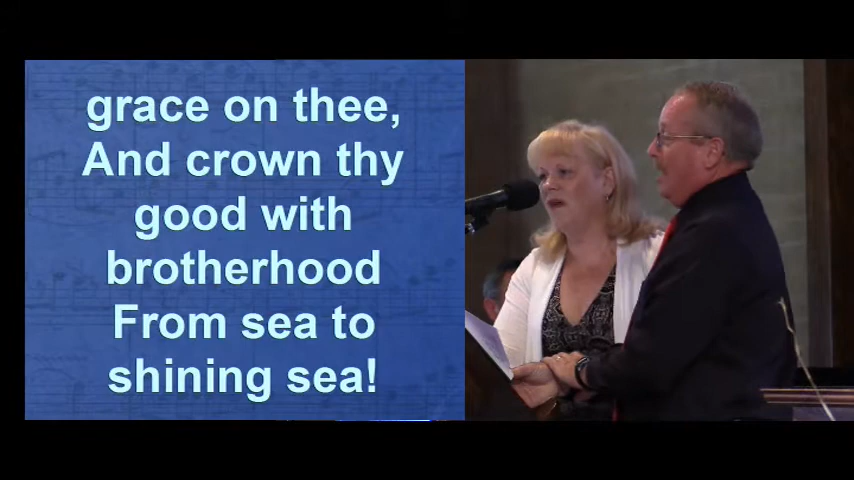 grace on thee,
And crown thy
good with
brotherhood
From sea to
shining sea!